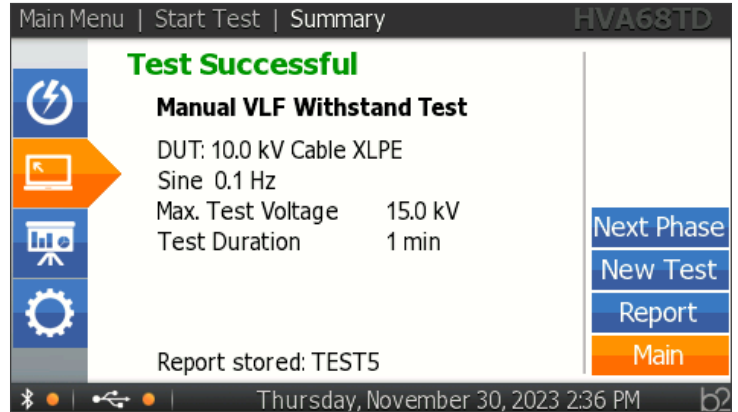 Main Menu | Start Test | Summary
HVA68TD
Test Successful
Manual VLF Withstand Test
DUT: 10.0 kV Cable XLPE
Sine 0.1 Hz
Max. Test Voltage 15.0 kV
Test Duration 1 min
Next Phase
New Test
Report
Main
Report stored: TEST5
Thursday, November 30, 2023 2:36 PM
b2